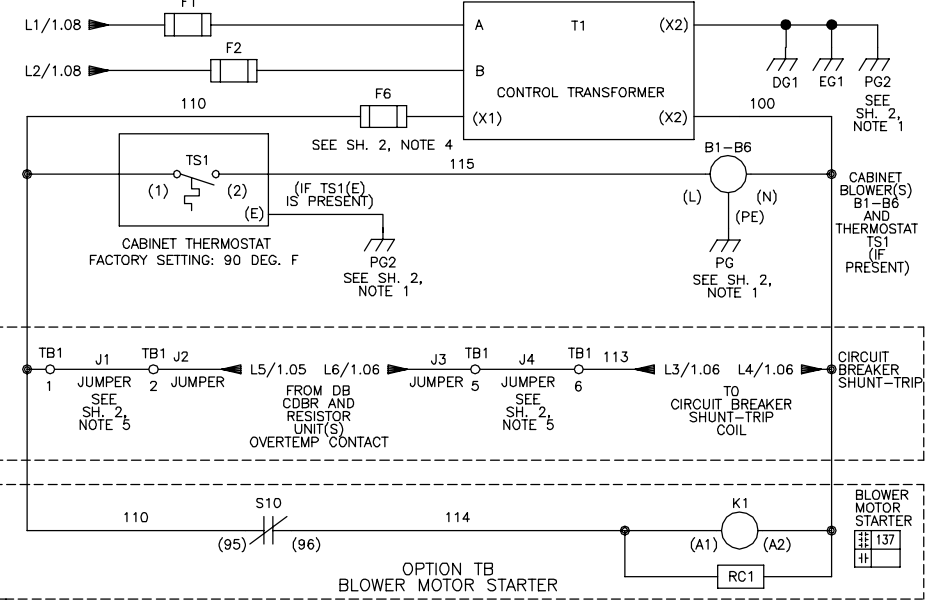 F1
L1/1.08
A
T1
(X2)
F2
L2/1.08
B
DG1
EG1
PG2
SEE
SH. 2,
NOTE 1
CONTROL TRANSFORMER
110
F6
(X1)
(X2)
100
SEE SH. 2, NOTE 4
TS1
(1)
(2)
(E)
115
(IF TS1(E)
IS PRESENT)
B1-B6
(L)
(N)
(PE)
CABINET
BLOWER(S)
B1-B6
AND
THERMOSTAT
TS1
(IF
PRESENT)
CABINET THERMOSTAT
FACTORY SETTING: 90 DEG. F
PG2
SEE SH. 2,
NOTE 1
PG
SEE SH. 2,
NOTE 1
TB1
1
J1
JUMPER
SEE
SH. 2,
NOTE 5
TB1
2
J2
JUMPER
L5/1.05
L6/1.06
FROM DB
CDBR AND
RESISTOR
UNIT(S)
OVERTEMP CONTACT
J3
JUMPER
TB1
5
J4
JUMPER
SEE
SH. 2,
NOTE 5
TB1
6
113
L3/1.06
L4/1.06
TO
CIRCUIT BREAKER
SHUNT-TRIP
COIL
CIRCUIT
BREAKER
SHUNT-TRIP
110
S10
(95)
(96)
114
K1
(A1)
(A2)
RC1
BLOWER
MOTOR
STARTER
137
OPTION TB
BLOWER MOTOR STARTER